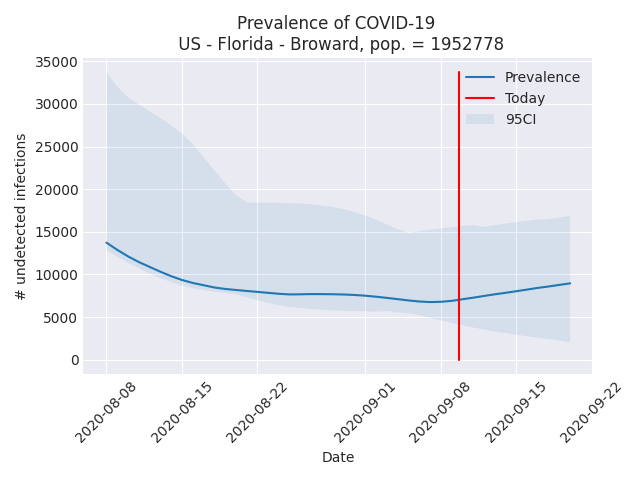 Prevalence of COVID-19
US - Florida - Broward, pop. = 1952778
35000
30000
25000
20000
15000
10000
5000
0
# undetected infections
Prevalence
Today
95CI
2020-08-08
2020-08-15
2020-08-22
2020-09-01
2020-09-08
2020-09-15
2020-09-22
Date